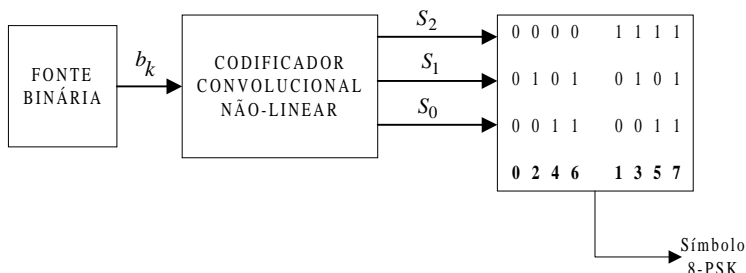 FONTE
BINÁRIA
b_k
CODIFICADOR
CONVOLUCIONAL
NÃO-LINEAR
S_2
S_1
S_0
0 0 0 0 1 1 1 1
0 1 0 1 0 1 0 1
0 0 1 1 0 0 1 1
0 2 4 6 1 3 5 7
Símbolo
8-PSK